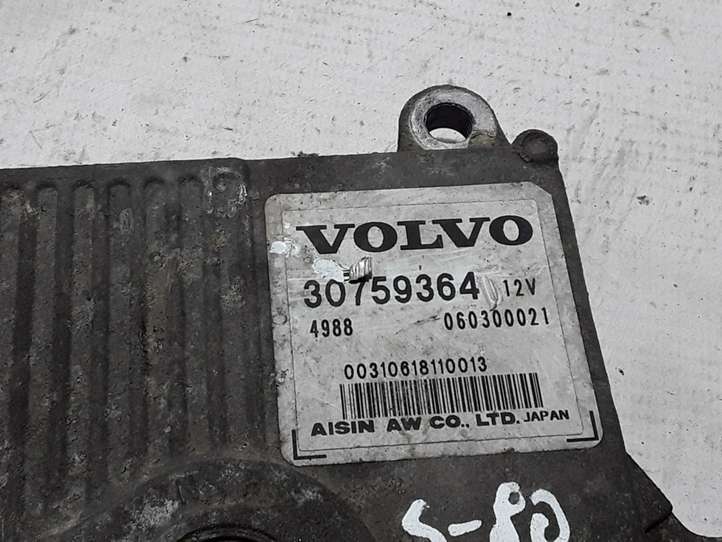 VOLVO
30759364 12V
4988 060300021
00310618110013
AISIN AW CO., LTD. JAPAN
S-80